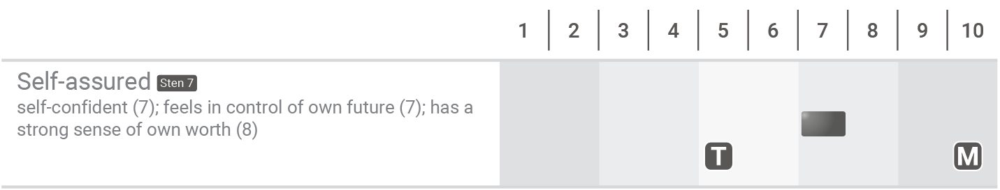 1 2 3 4 5 6 7 8 9 10
Self-assured Sten 7
self-confident (7); feels in control of own future (7); has a
strong sense of own worth (8)
T M